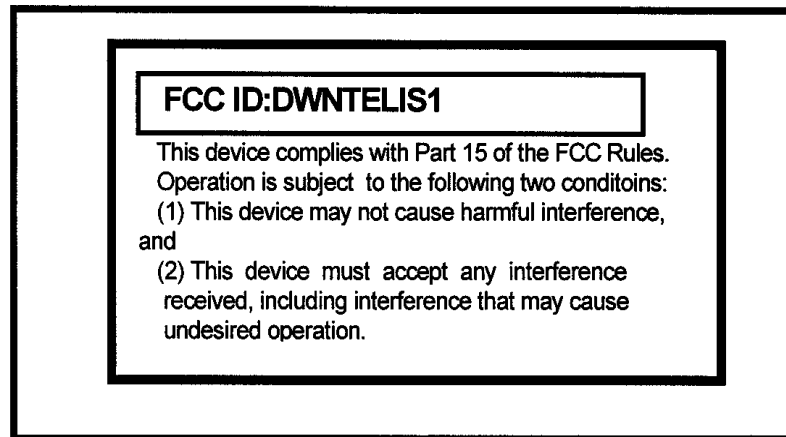 FCC ID:DWNTELIS1
This device complies with Part 15 of the FCC Rules.
Operation is subject to the following two conditoins:
(1) This device may not cause harmful interference,
and
(2) This device must accept any interference
received, including interference that may cause
undesired operation.